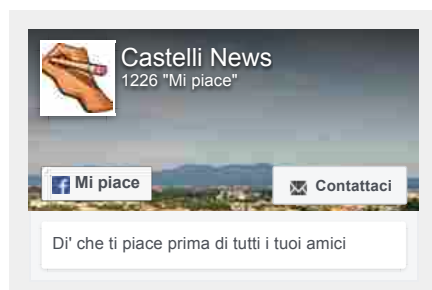 Castelli News
1226 "Mi piace"
Mi piace
Contattaci
Di' che ti piace prima di tutti i tuoi amici